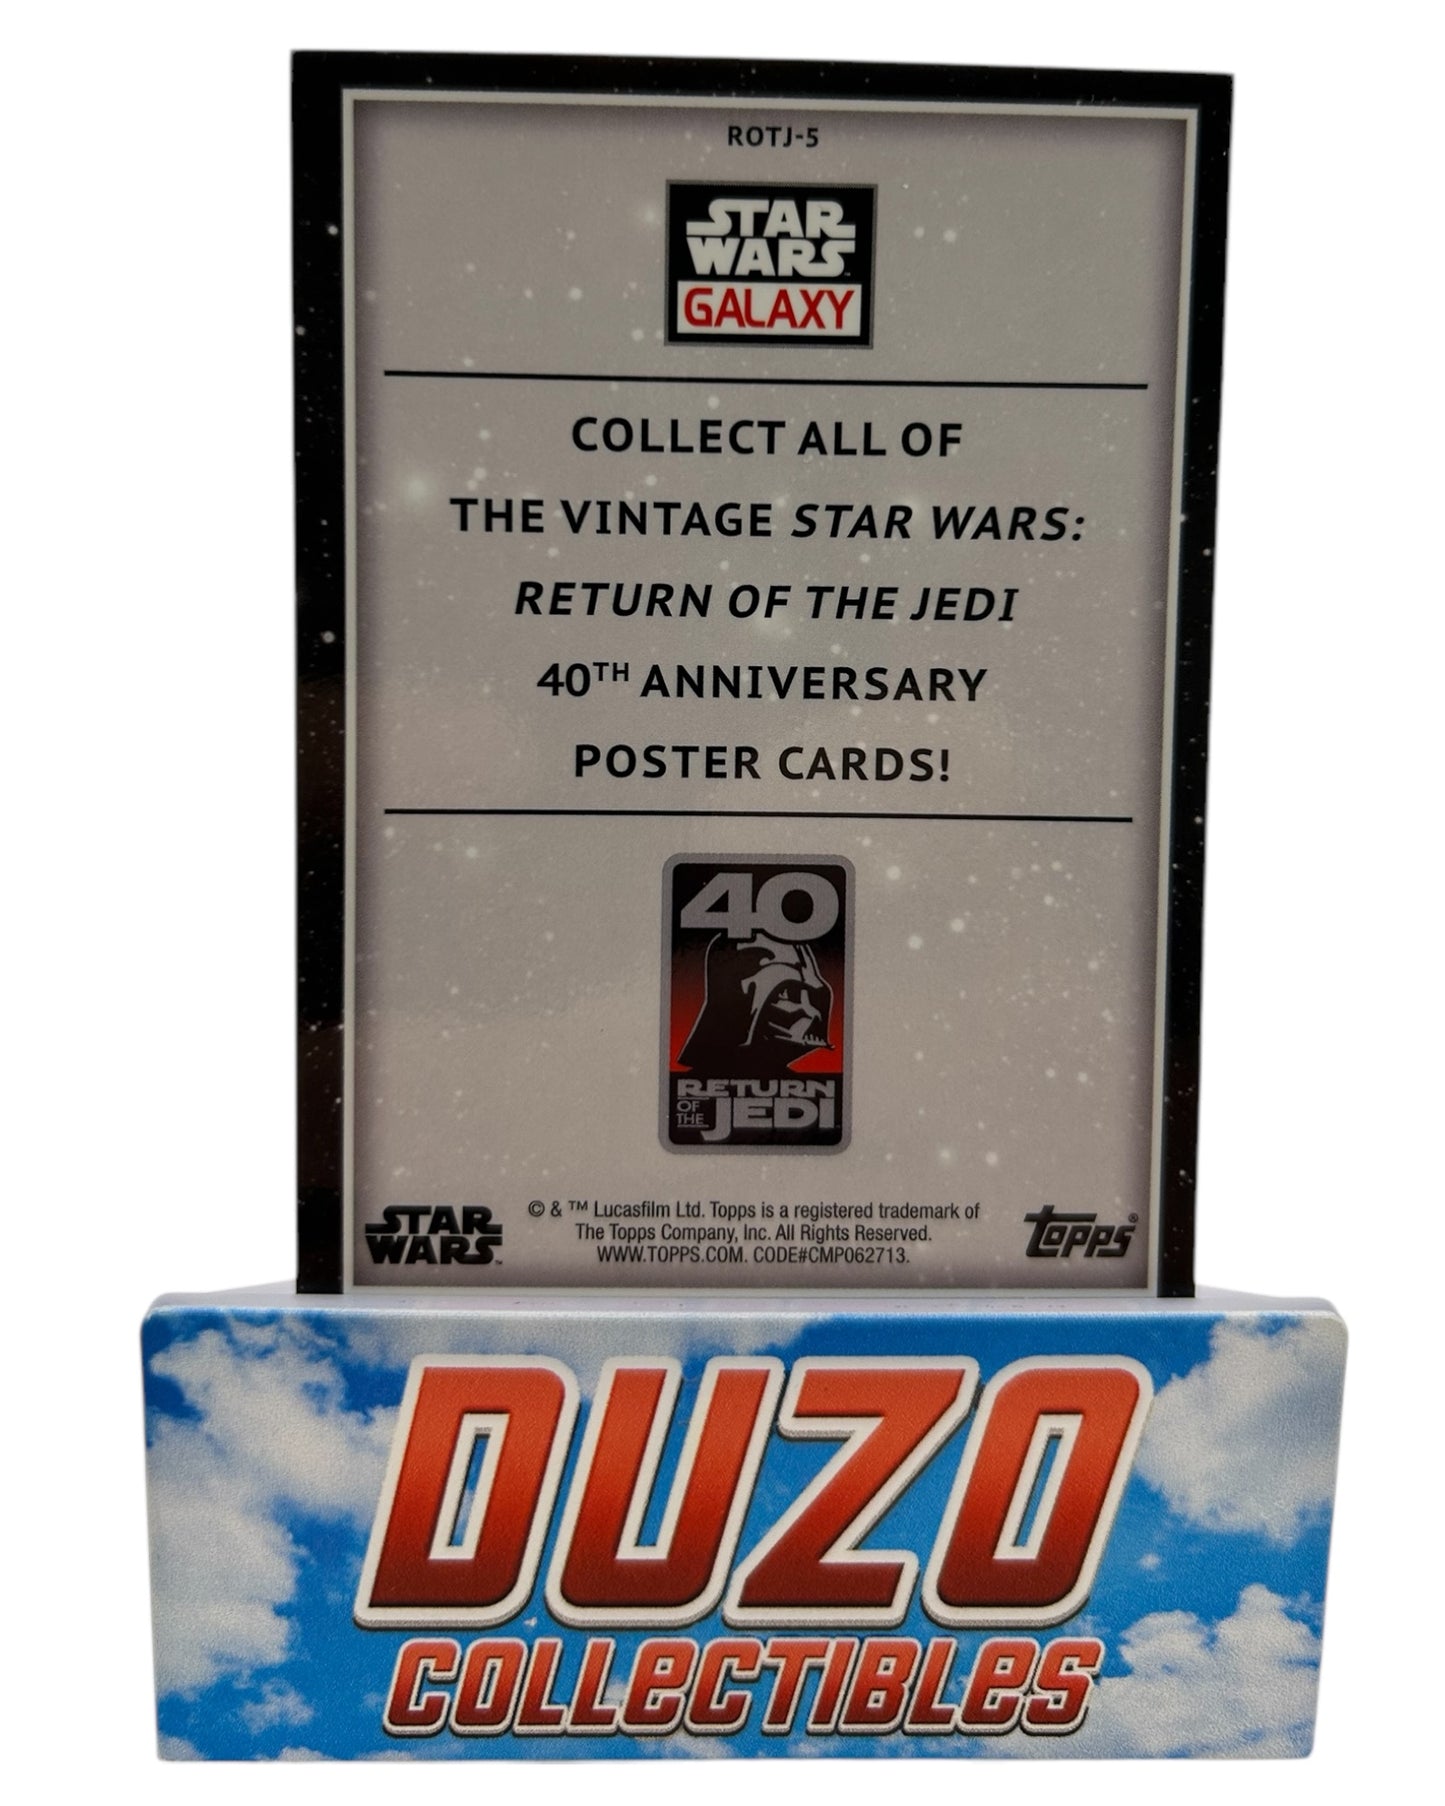 ROTJ-5
STAR
WARS
GALAXY
COLLECT ALL OF
THE VINTAGE STAR WARS:
RETURN OF THE JEDI
40TH ANNIVERSARY
POSTER CARDS!
40
RETURN
OF THE JEDI
STAR
WARS
© & ™ Lucasfilm Ltd. Topps is a registered trademark of
The Topps Company, Inc. All Rights Reserved.
WWW.TOPPS.COM. CODE#CMP062713.
topps®
DUZO
COLLECTIBLES